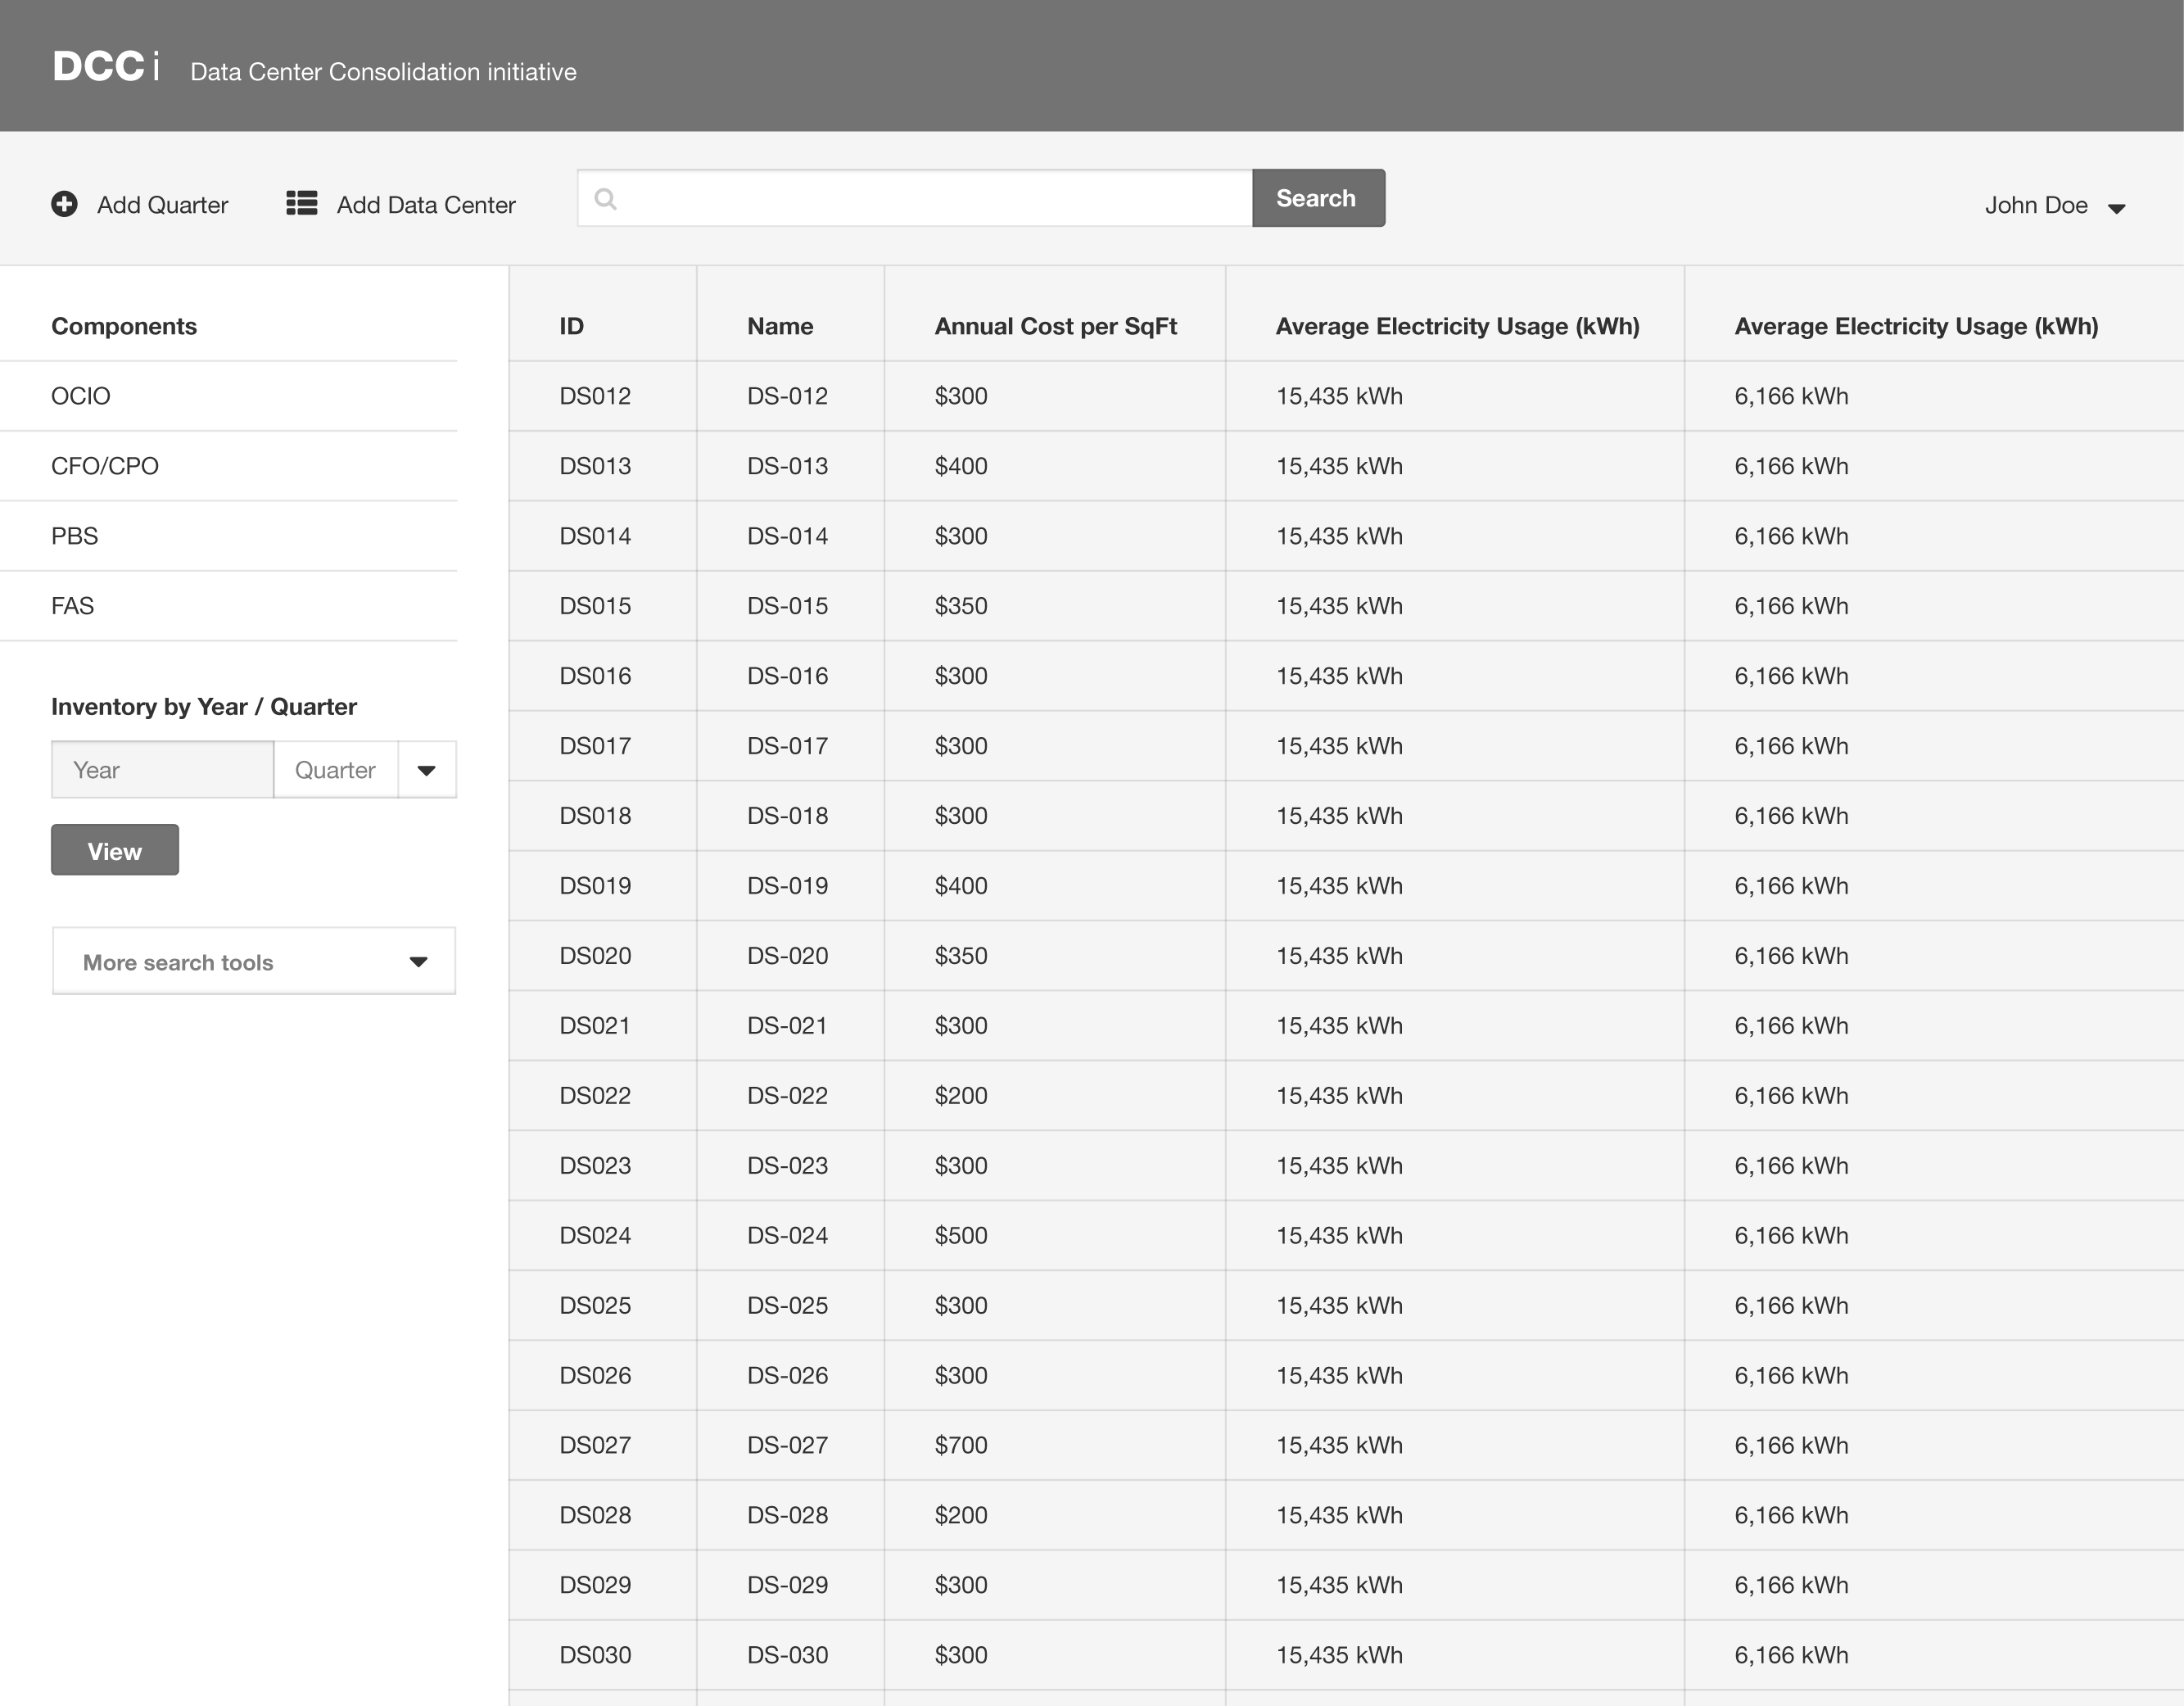 DCCi Data Center Consolidation initiative
Add Quarter Add Data Center Search John Doe
Components
OCIO
CFO/CPO
PBS
FAS
Inventory by Year / Quarter
Year Quarter
View
More search tools
ID Name Annual Cost per SqFt Average Electricity Usage (kWh) Average Electricity Usage (kWh)
DS012 DS-012 $300 15,435 kWh 6,166 kWh
DS013 DS-013 $400 15,435 kWh 6,166 kWh
DS014 DS-014 $300 15,435 kWh 6,166 kWh
DS015 DS-015 $350 15,435 kWh 6,166 kWh
DS016 DS-016 $300 15,435 kWh 6,166 kWh
DS017 DS-017 $300 15,435 kWh 6,166 kWh
DS018 DS-018 $300 15,435 kWh 6,166 kWh
DS019 DS-019 $400 15,435 kWh 6,166 kWh
DS020 DS-020 $350 15,435 kWh 6,166 kWh
DS021 DS-021 $300 15,435 kWh 6,166 kWh
DS022 DS-022 $200 15,435 kWh 6,166 kWh
DS023 DS-023 $300 15,435 kWh 6,166 kWh
DS024 DS-024 $500 15,435 kWh 6,166 kWh
DS025 DS-025 $300 15,435 kWh 6,166 kWh
DS026 DS-026 $300 15,435 kWh 6,166 kWh
DS027 DS-027 $700 15,435 kWh 6,166 kWh
DS028 DS-028 $200 15,435 kWh 6,166 kWh
DS029 DS-029 $300 15,435 kWh 6,166 kWh
DS030 DS-030 $300 15,435 kWh 6,166 kWh